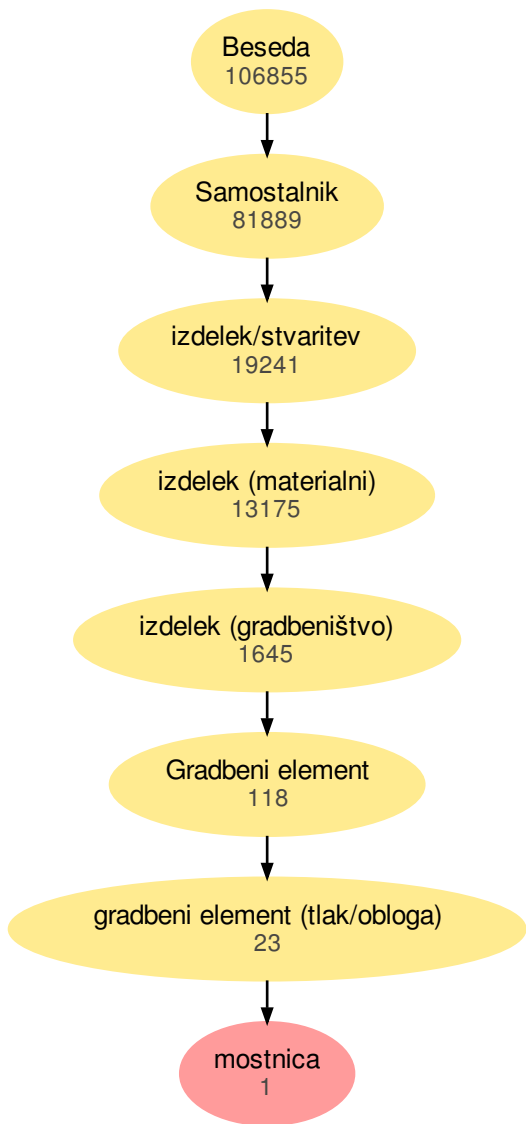 Beseda
106855
Samostalnik
81889
izdelek/stvaritev
19241
izdelek (materialni)
13175
izdelek (gradbeništvo)
1645
Gradbeni element
118
gradbeni element (tlak/obloga)
23
mostnica
1